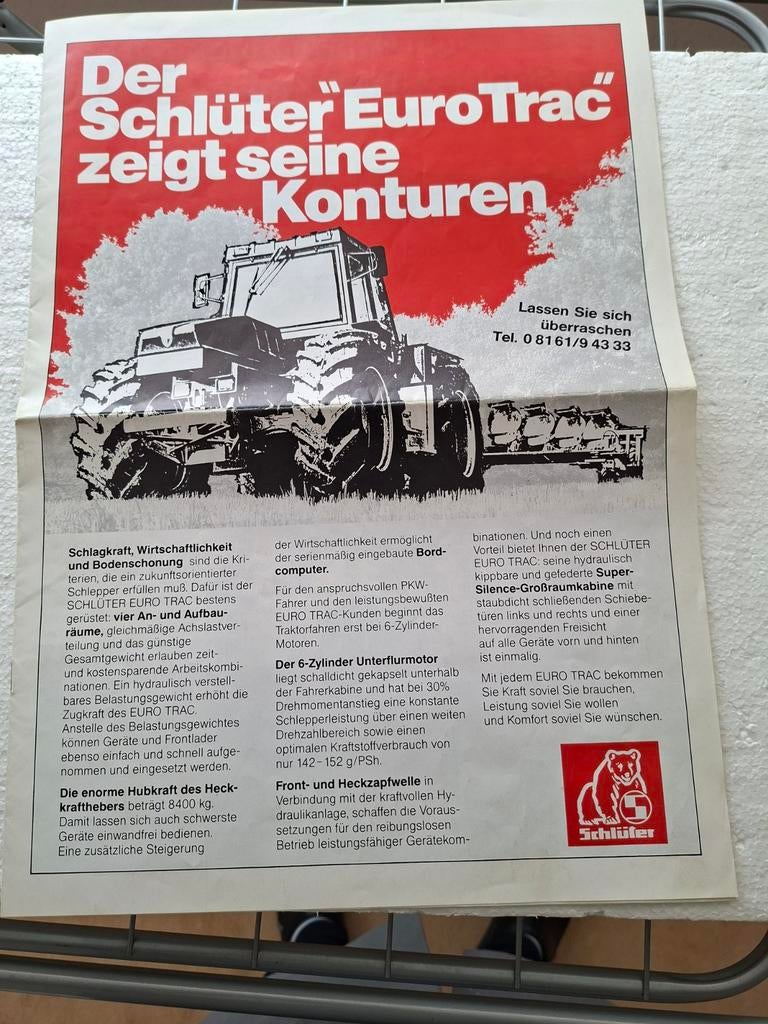 Der
Schlüter "EuroTrac"
zeigt seine
Konturen
Lassen Sie sich
überraschen
Tel. 0 81 61/9 43 33
Schlagkraft, Wirtschaftlichkeit
und Bodenschonung sind die Kri-
terien, die ein zukunftsorientierter
Schlepper erfüllen muß. Dafür ist der
SCHLÜTER EURO TRAC bestens
gerüstet: vier An- und Aufbau-
räume, gleichmäßige Achslastver-
teilung und das günstige
Gesamtgewicht erlauben zeit-
und kostensparende Arbeitskombi-
nationen. Ein hydraulisch verstell-
bares Belastungsgewicht erhöht die
Zugkraft des EURO TRAC.
Anstelle des Belastungsgewichtes
können Geräte und Frontlader
ebenso einfach und schnell aufge-
nommen und eingesetzt werden.
Die enorme Hubkraft des Heck-
krafthebers beträgt 8400 kg.
Damit lassen sich auch schwerste
Geräte einwandfrei bedienen.
Eine zusätzliche Steigerung
der Wirtschaftlichkeit ermöglicht
der serienmäßig eingebaute Bord-
computer.
Für den anspruchsvollen PKW-
Fahrer und den leistungsbewußten
EURO TRAC-Kunden beginnt das
Traktorfahren erst bei 6-Zylinder-
Motoren.
Der 6-Zylinder Unterflurmotor
liegt schalldicht gekapselt unterhalb
der Fahrerkabine und hat bei 30%
Drehmomentanstieg eine konstante
Schlepperleistung über einen weiten
Drehzahlbereich sowie einen
optimalen Kraftstoffverbrauch von
nur 142–152 g/PSh.
Front- und Heckzapfwelle in
Verbindung mit der kraftvollen Hy-
draulikanlage, schaffen die Voraus-
setzungen für den reibungslosen
Betrieb leistungsfähiger Gerätekom-
binationen. Und noch einen
Vorteil bietet Ihnen der SCHLÜTER
EURO TRAC: seine hydraulisch
kippbare und gefederte Super-
Silence-Großraumkabine mit
staubdicht schließenden Schiebe-
türen links und rechts und einer
hervorragenden Freisicht
auf alle Geräte vorn und hinten
ist einmalig.
Mit jedem EURO TRAC bekommen
Sie Kraft soviel Sie brauchen,
Leistung soviel Sie wollen
und Komfort soviel Sie wünschen.
Schlüter